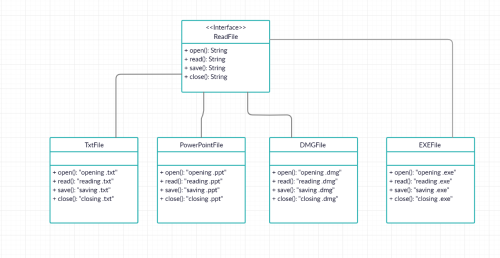 <<Interface>>
ReadFile
+ open(): String
+ read(): String
+ save(): String
+ close(): String
TxtFile
+ open(): "opening .txt"
+ read(): "reading .txt"
+ save(): "saving .txt"
+ close(): "closing .txt"
PowerPointFile
+ open(): "opening .ppt"
+ read(): "reading .ppt"
+ save(): "saving .ppt"
+ close(): "closing .ppt"
DMGFile
+ open(): "opening .dmg"
+ read(): "reading .dmg"
+ save(): "saving .dmg"
+ close(): "closing .dmg"
EXEFile
+ open(): "opening .exe"
+ read(): "reading .exe"
+ save(): "saving .exe"
+ close(): "closing .exe"